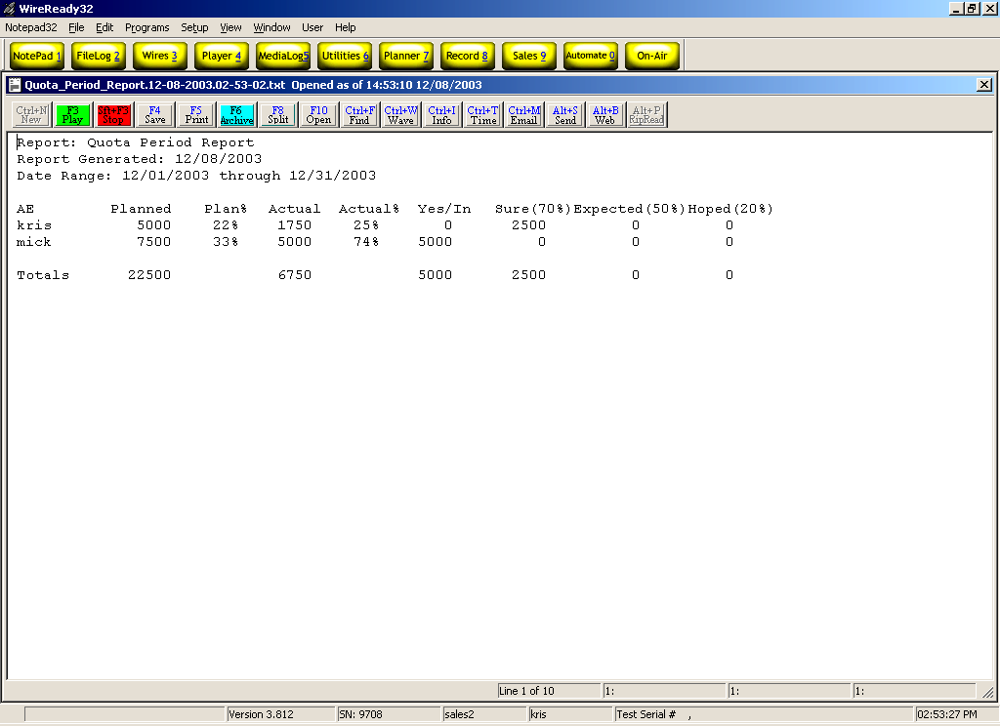 WireReady32
Notepad32 File Edit Programs Setup View Window User Help
NotePad 1 FileLog 2 Wires 3 Player 4 MediaLog5 Utilities 6 Planner 7 Record 8 Sales 9 Automate 0 On-Air
Quota_Period_Report.12-08-2003.02-53-02.txt Opened as of 14:53:10 12/08/2003
Ctrl+N F3 Sft+F3 F4 F5 F6 F8 F10 Ctrl+F Ctrl+W Ctrl+I Ctrl+T Ctrl+M Alt+S Alt+B Alt+P
New Play Stop Save Print Archive Split Open Find Wave Info Time Email Send Web RipRead
Report: Quota Period Report
Report Generated: 12/08/2003
Date Range: 12/01/2003 through 12/31/2003
AE Planned Plan% Actual Actual% Yes/In Sure(70%)Expected(50%)Hoped(20%)
kris 5000 22% 1750 25% 0 2500 0 0
mick 7500 33% 5000 74% 5000 0 0 0
Totals 22500 6750 5000 2500 0 0
Line 1 of 10 1: 1: 1:
Version 3.812 SN: 9708 sales2 kris Test Serial # , 02:53:27 PM